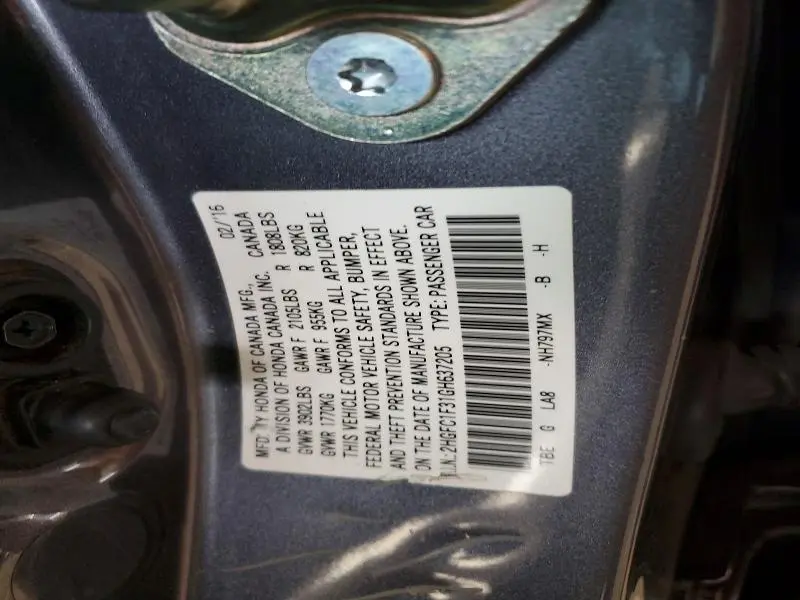 MFD. BY HONDA OF CANADA MFG., 02/'16
A DIVISION OF HONDA CANADA INC. CANADA
GVWR 3902LBS GAWR F 2105LBS R 1808LBS
GVWR 1770KG GAWR F 955KG R 820KG
THIS VEHICLE CONFORMS TO ALL APPLICABLE
FEDERAL MOTOR VEHICLE SAFETY, BUMPER,
AND THEFT PREVENTION STANDARDS IN EFFECT
ON THE DATE OF MANUFACTURE SHOWN ABOVE.
V.I.N.: 2HGFC1F31GH637205 TYPE: PASSENGER CAR
TBE G LA8 -NH797MX -B -H